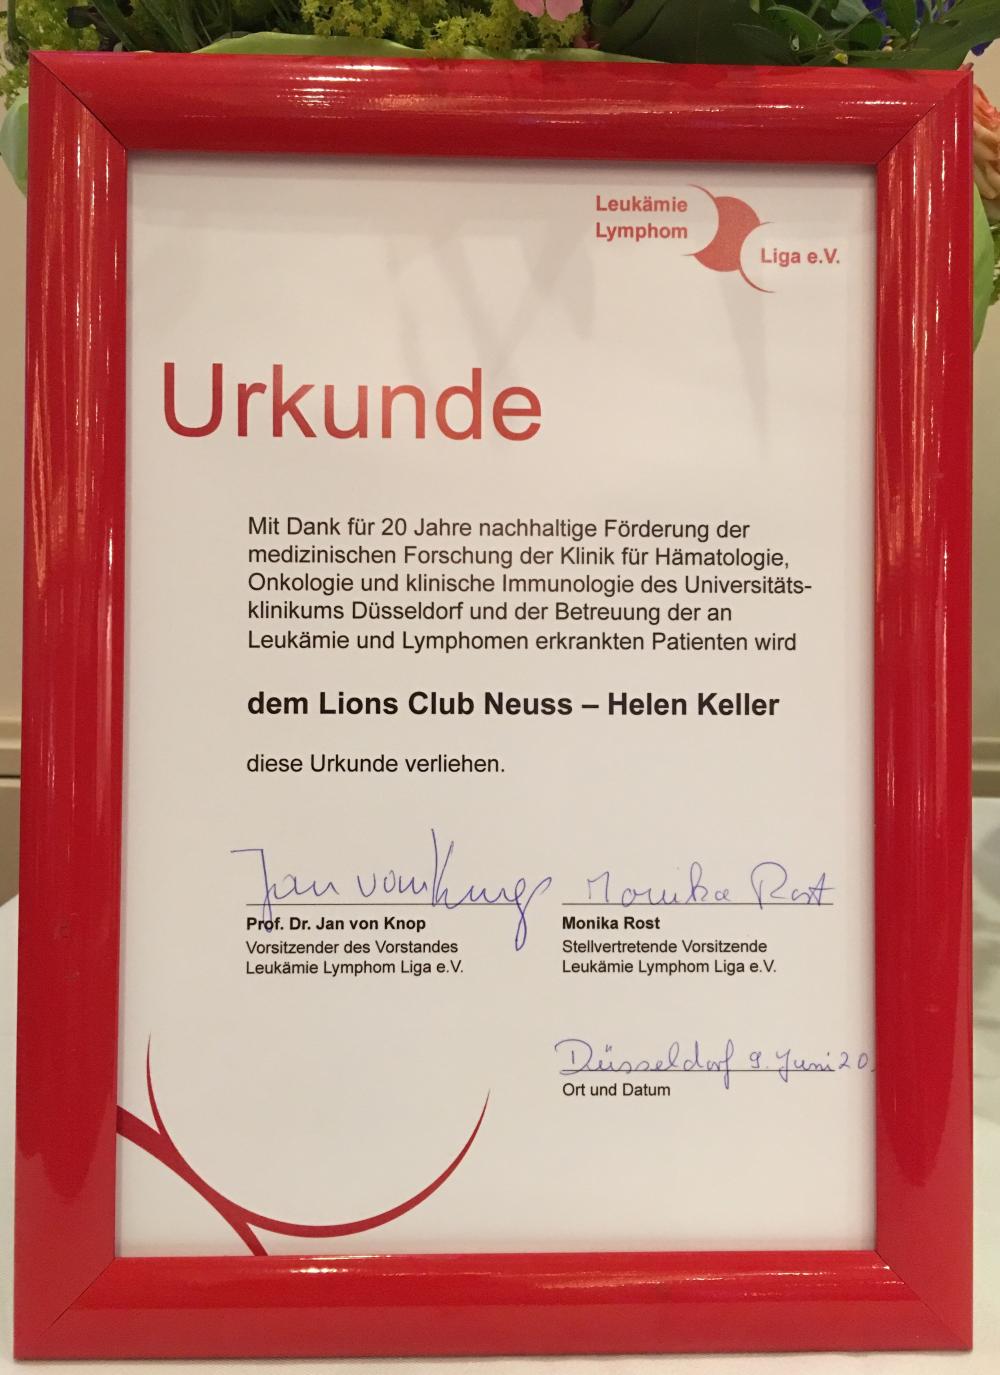 Leukämie
Lymphom
Liga e.V.
Urkunde
Mit Dank für 20 Jahre nachhaltige Förderung der
medizinischen Forschung der Klinik für Hämatologie,
Onkologie und klinische Immunologie des Universitäts-
klinikums Düsseldorf und der Betreuung der an
Leukämie und Lymphomen erkrankten Patienten wird
dem Lions Club Neuss – Helen Keller
diese Urkunde verliehen.
Jan von Knop Monika Rost
Prof. Dr. Jan von Knop Monika Rost
Vorsitzender des Vorstandes Stellvertretende Vorsitzende
Leukämie Lymphom Liga e.V. Leukämie Lymphom Liga e.V.
Düsseldorf 9. Juni 20
Ort und Datum